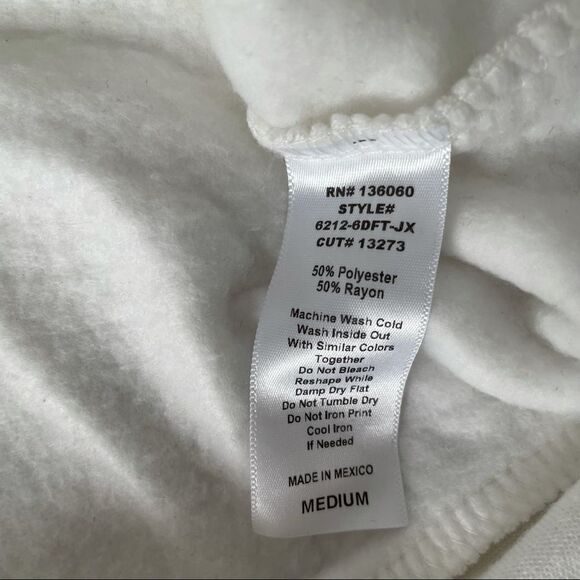 RN# 136060
STYLE#
6212-6DFT-JX
CUT# 13273
50% Polyester
50% Rayon
Machine Wash Cold
Wash Inside Out
With Similar Colors
Together
Do Not Bleach
Reshape While
Damp Dry Flat
Do Not Tumble Dry
Do Not Iron Print
Cool Iron
If Needed
MADE IN MEXICO
MEDIUM